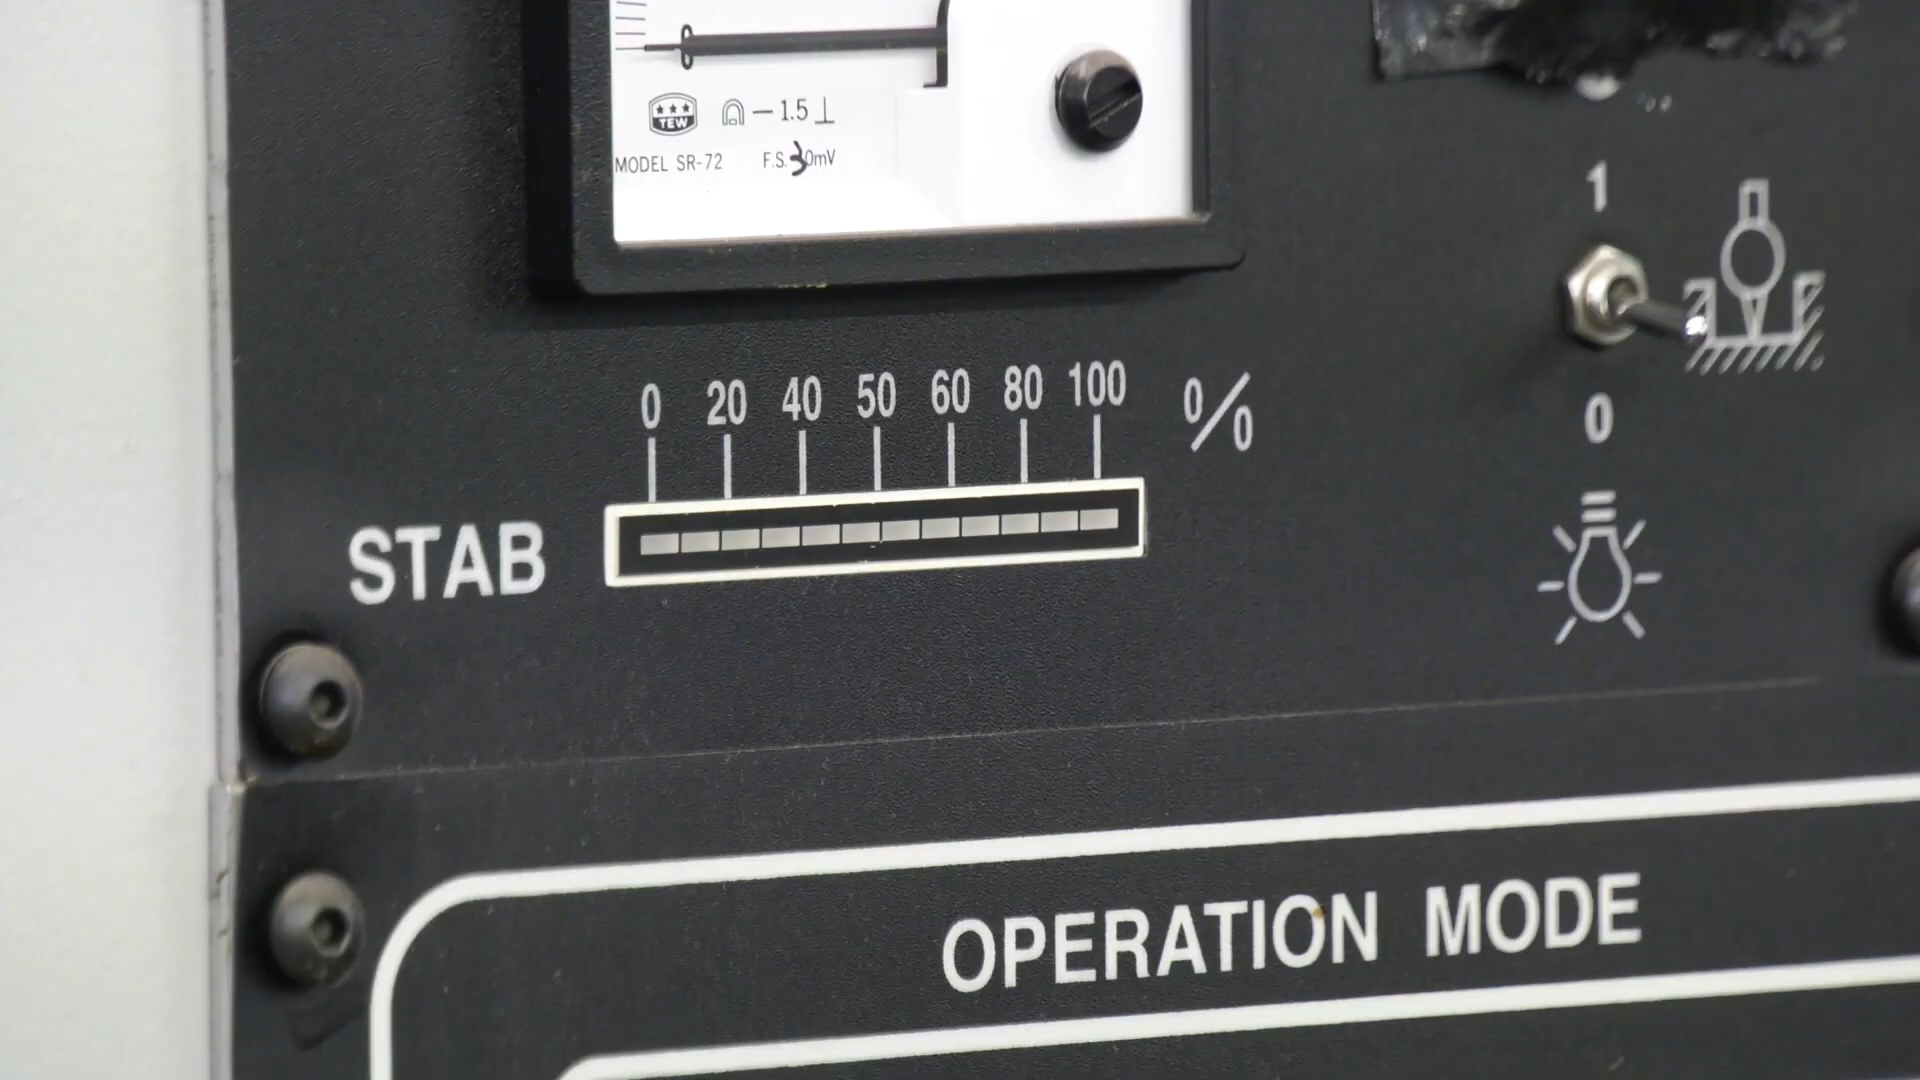 TEW
— 1.5 ⊥
MODEL SR-72 F.S. 30mV
1
0 20 40 50 60 80 100 %
0
STAB
OPERATION MODE